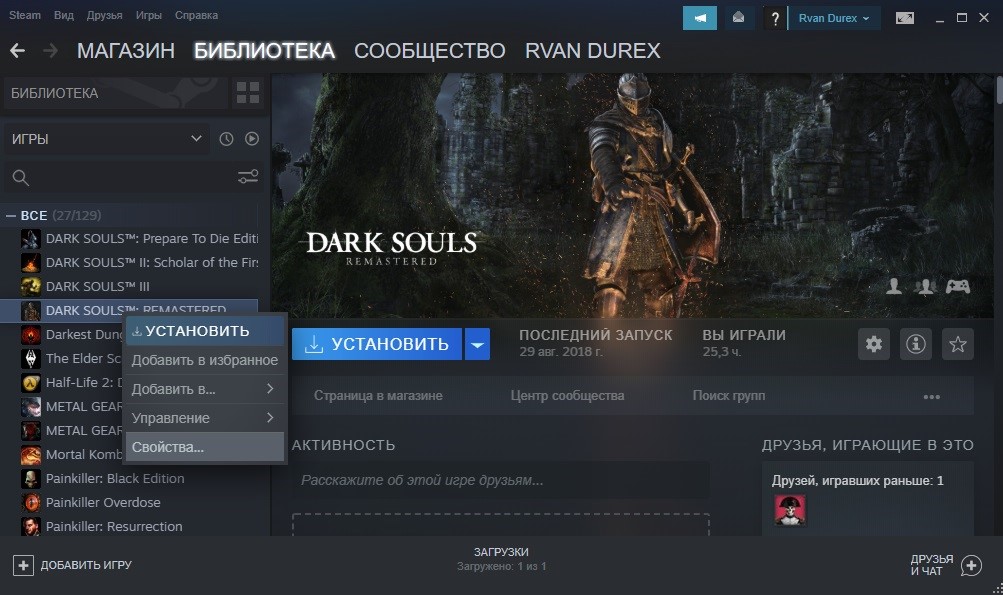 Steam Вид Друзья Игры Справка
? Rvan Durex
МАГАЗИН БИБЛИОТЕКА СООБЩЕСТВО RVAN DUREX
БИБЛИОТЕКА
ИГРЫ
ВСЕ (27/129)
DARK SOULS™: Prepare To Die Editi
DARK SOULS™ II: Scholar of the Firs
DARK SOULS™ III
DARK SOULS™: REMASTERED
Darkest Dung
The Elder Sc
Half-Life 2: D
METAL GEAR
METAL GEAR
Mortal Komb
Painkiller: Black Edition
Painkiller Overdose
Painkiller: Resurrection
УСТАНОВИТЬ
Добавить в избранное
Добавить в...
Управление
Свойства...
DARK SOULS
REMASTERED
УСТАНОВИТЬ
ПОСЛЕДНИЙ ЗАПУСК
29 авг. 2018 г.
ВЫ ИГРАЛИ
25,3 ч.
Страница в магазине Центр сообщества Поиск групп
АКТИВНОСТЬ
Расскажите об этой игре друзьям...
ДРУЗЬЯ, ИГРАЮЩИЕ В ЭТО
Друзей, игравших раньше: 1
ДОБАВИТЬ ИГРУ
ЗАГРУЗКИ
Загружено: 1 из 1
ДРУЗЬЯ
И ЧАТ